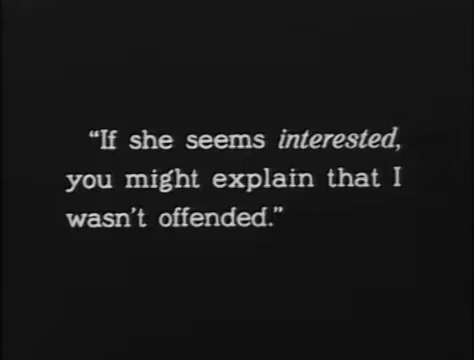 “If she seems interested,
you might explain that I
wasn't offended.”